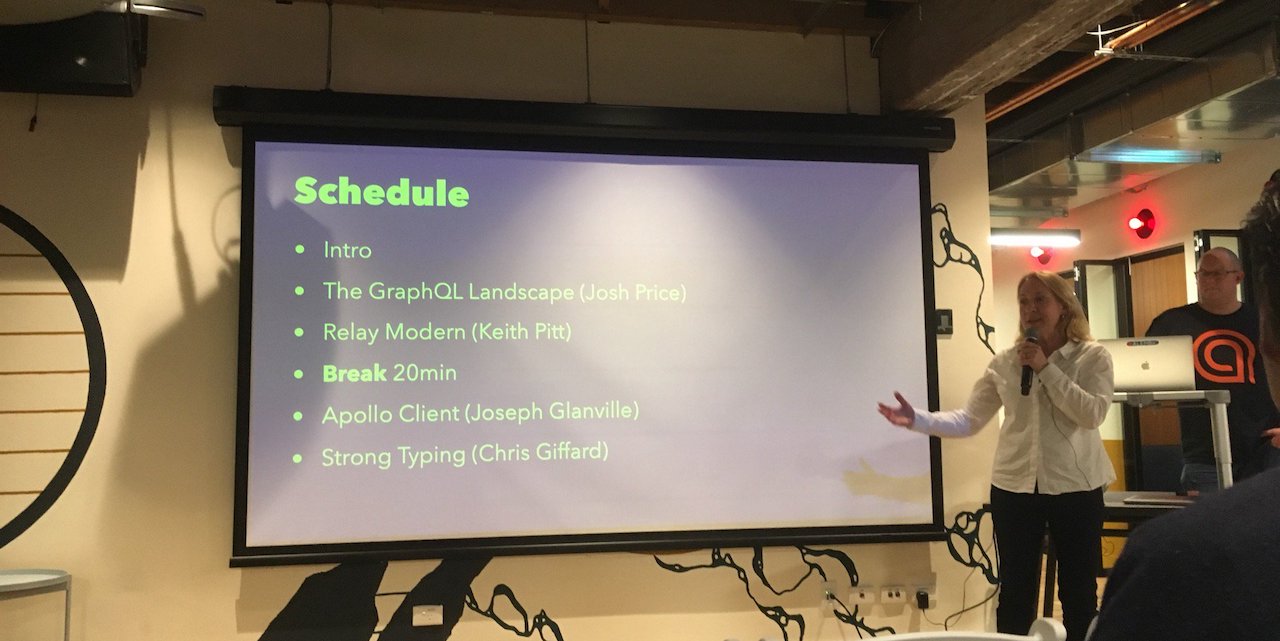 Schedule
• Intro
• The GraphQL Landscape (Josh Price)
• Relay Modern (Keith Pitt)
• Break 20min
• Apollo Client (Joseph Glanville)
• Strong Typing (Chris Giffard)